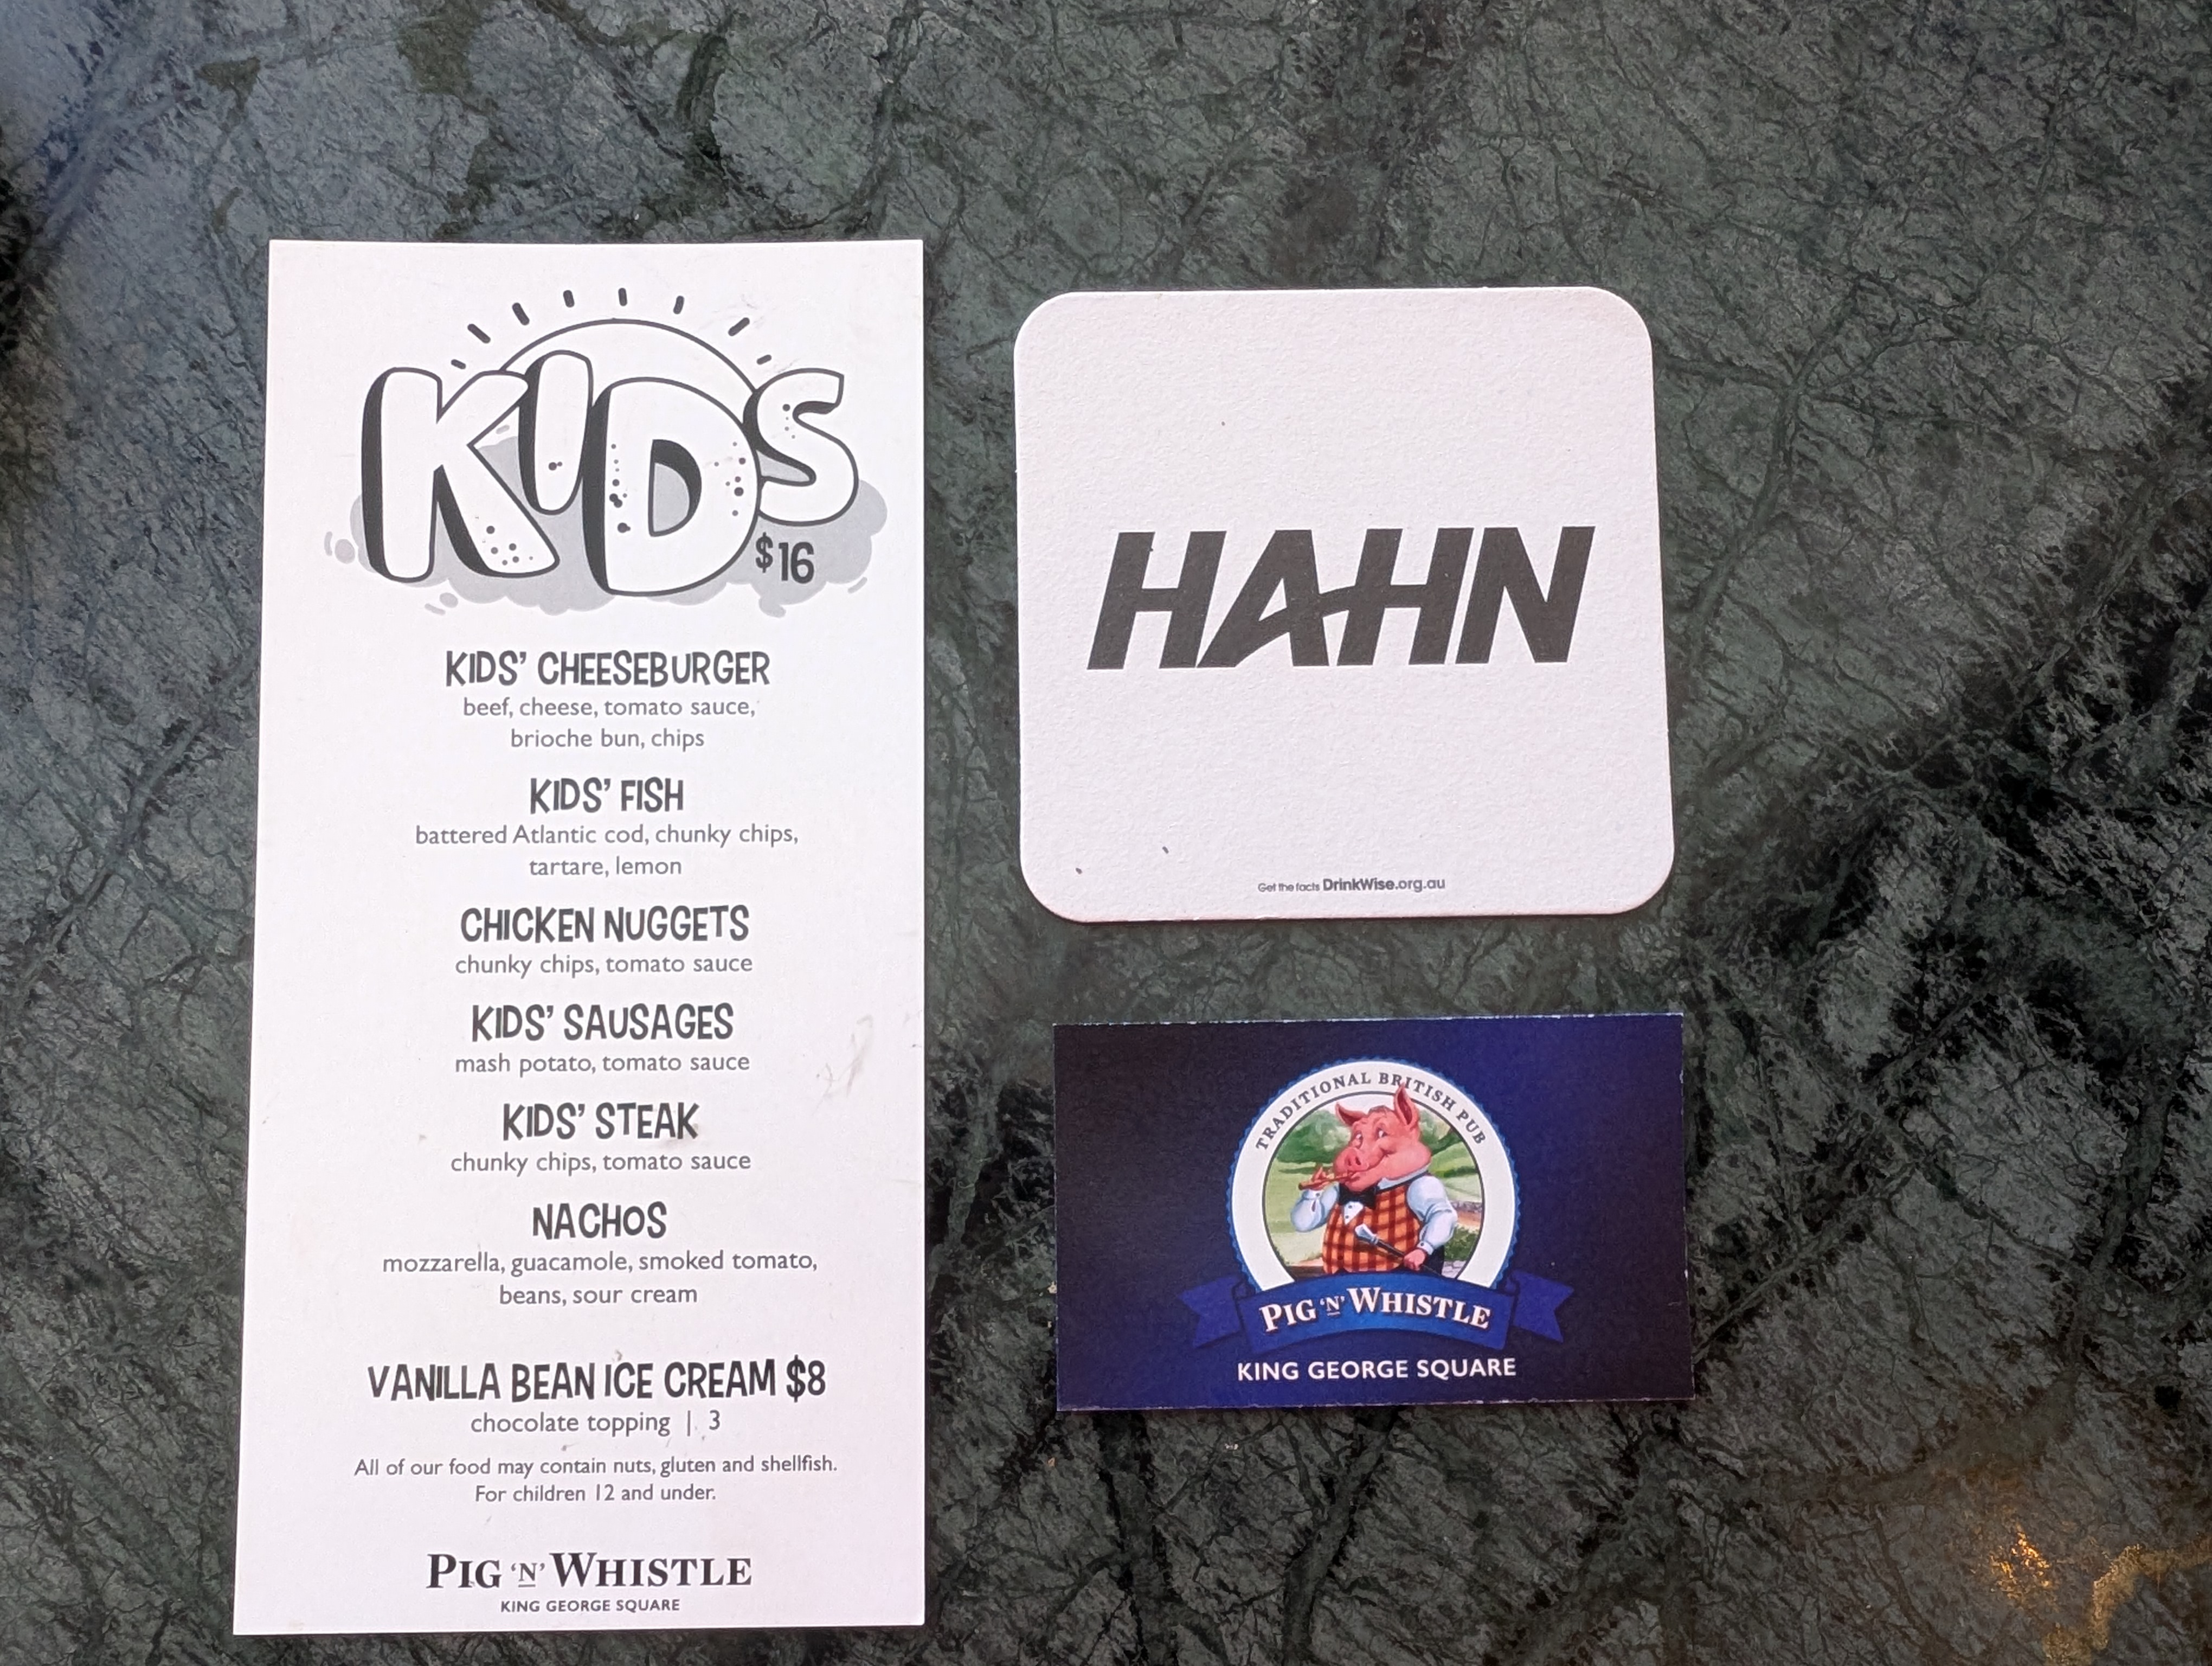 KIDS
$16
KIDS’ CHEESEBURGER
beef, cheese, tomato sauce,
brioche bun, chips
KIDS’ FISH
battered Atlantic cod, chunky chips,
tartare, lemon
CHICKEN NUGGETS
chunky chips, tomato sauce
KIDS’ SAUSAGES
mash potato, tomato sauce
KIDS’ STEAK
chunky chips, tomato sauce
NACHOS
mozzarella, guacamole, smoked tomato,
beans, sour cream
VANILLA BEAN ICE CREAM $8
chocolate topping | 3
All of our food may contain nuts, gluten and shellfish.
For children 12 and under.
PIG ‘N’ WHISTLE
KING GEORGE SQUARE
HAHN
Get the facts DrinkWise.org.au
TRADITIONAL BRITISH PUB
PIG ‘N’ WHISTLE
KING GEORGE SQUARE